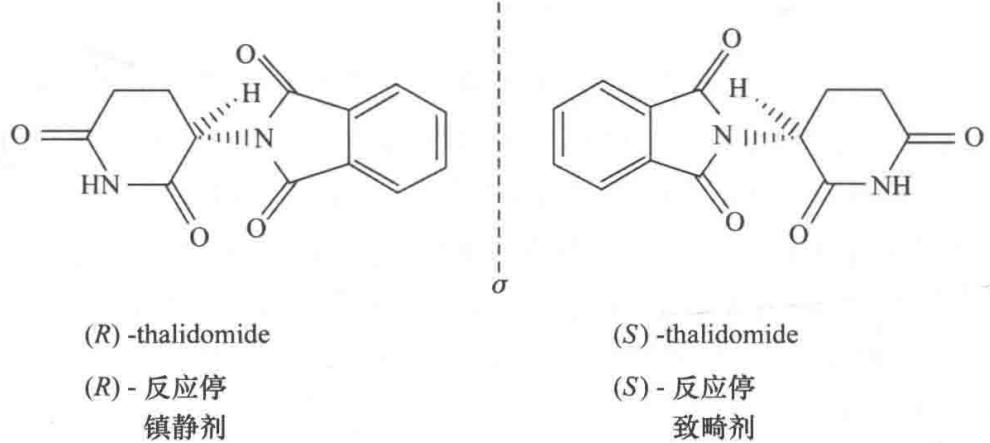 O O H N O HN O O
O H N O O O NH
σ
(R) -thalidomide (S) -thalidomide
(R) - 反应停 (S) - 反应停
镇静剂 致畸剂